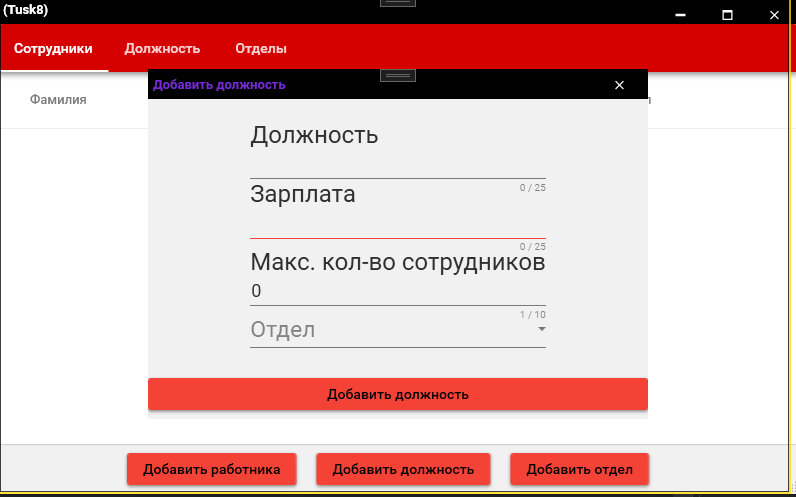 (Tusk8)
Сотрудники Должность Отделы
Добавить должность
Фамилия
Должность
0 / 25
Зарплата
0 / 25
Макс. кол-во сотрудников
0
1 / 10
Отдел
Добавить должность
Добавить работника Добавить должность Добавить отдел